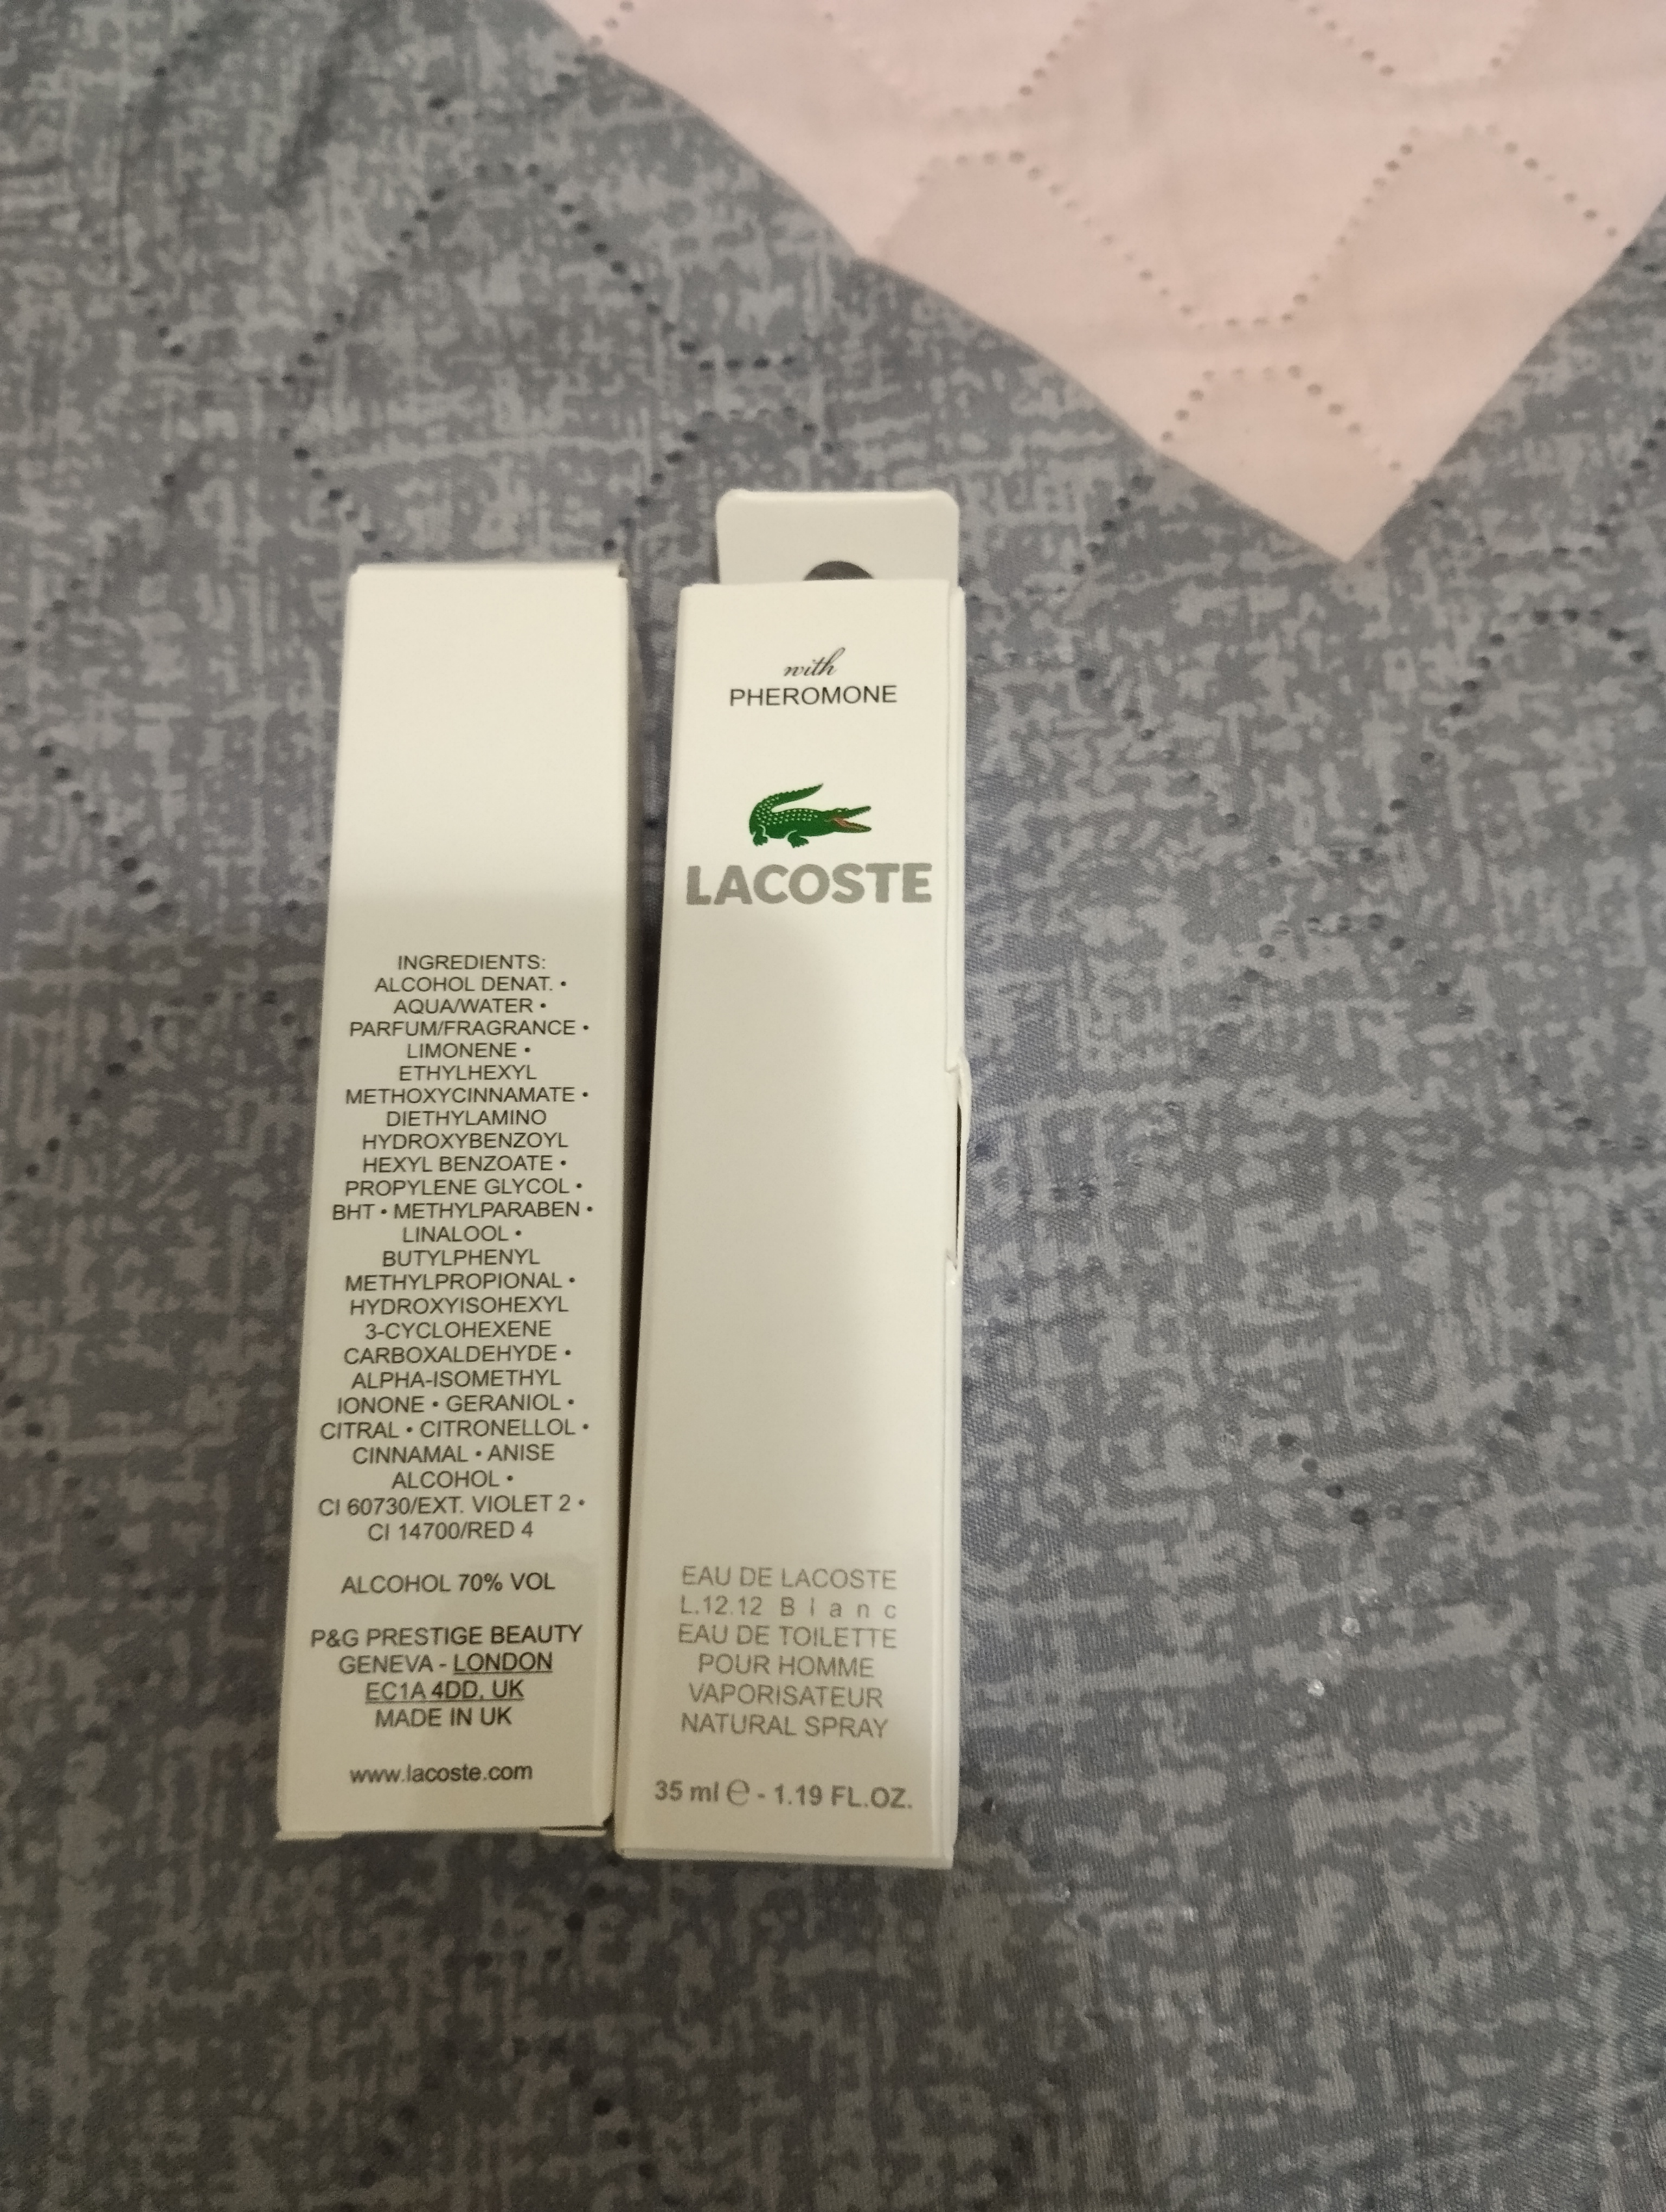 INGREDIENTS:
ALCOHOL DENAT. •
AQUA/WATER •
PARFUM/FRAGRANCE •
LIMONENE •
ETHYLHEXYL
METHOXYCINNAMATE •
DIETHYLAMINO
HYDROXYBENZOYL
HEXYL BENZOATE •
PROPYLENE GLYCOL •
BHT • METHYLPARABEN •
LINALOOL •
BUTYLPHENYL
METHYLPROPIONAL •
HYDROXYISOHEXYL
3-CYCLOHEXENE
CARBOXALDEHYDE •
ALPHA-ISOMETHYL
IONONE • GERANIOL •
CITRAL • CITRONELLOL •
CINNAMAL • ANISE
ALCOHOL •
CI 60730/EXT. VIOLET 2 •
CI 14700/RED 4
ALCOHOL 70% VOL
P&G PRESTIGE BEAUTY
GENEVA - LONDON
EC1A 4DD, UK
MADE IN UK
www.lacoste.com
with
PHEROMONE
LACOSTE
EAU DE LACOSTE
L.12.12 Blanc
EAU DE TOILETTE
POUR HOMME
VAPORISATEUR
NATURAL SPRAY
35 ml ℮ - 1.19 FL.OZ.